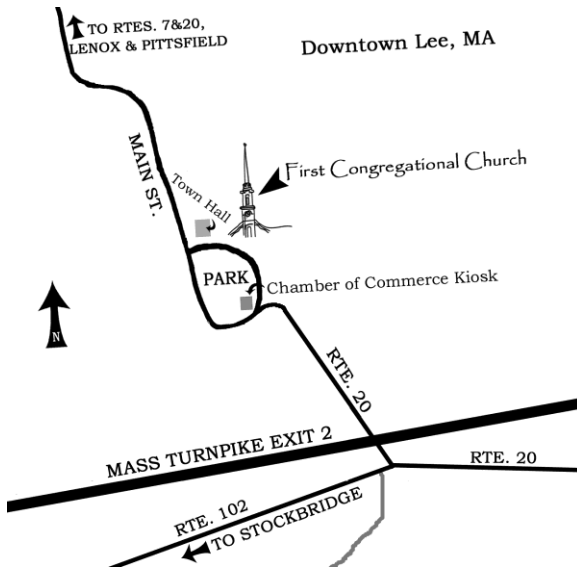 TO RTES. 7&20,
LENOX & PITTSFIELD
Downtown Lee, MA
MAIN ST.
First Congregational Church
Town Hall
PARK
Chamber of Commerce Kiosk
N
RTE. 20
MASS TURNPIKE EXIT 2
RTE. 20
RTE. 102
TO STOCKBRIDGE